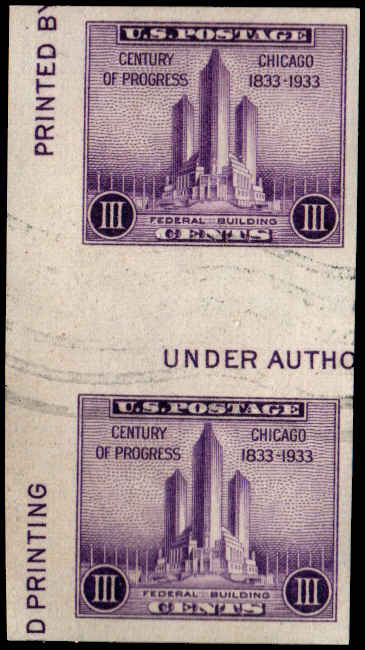 PRINTED BY
U.S. POSTAGE
CENTURY OF PROGRESS
CHICAGO 1833-1933
III
III
FEDERAL BUILDING
CENTS
UNDER AUTHO
U.S. POSTAGE
CENTURY OF PROGRESS
CHICAGO 1833-1933
III
III
FEDERAL BUILDING
CENTS
D PRINTING